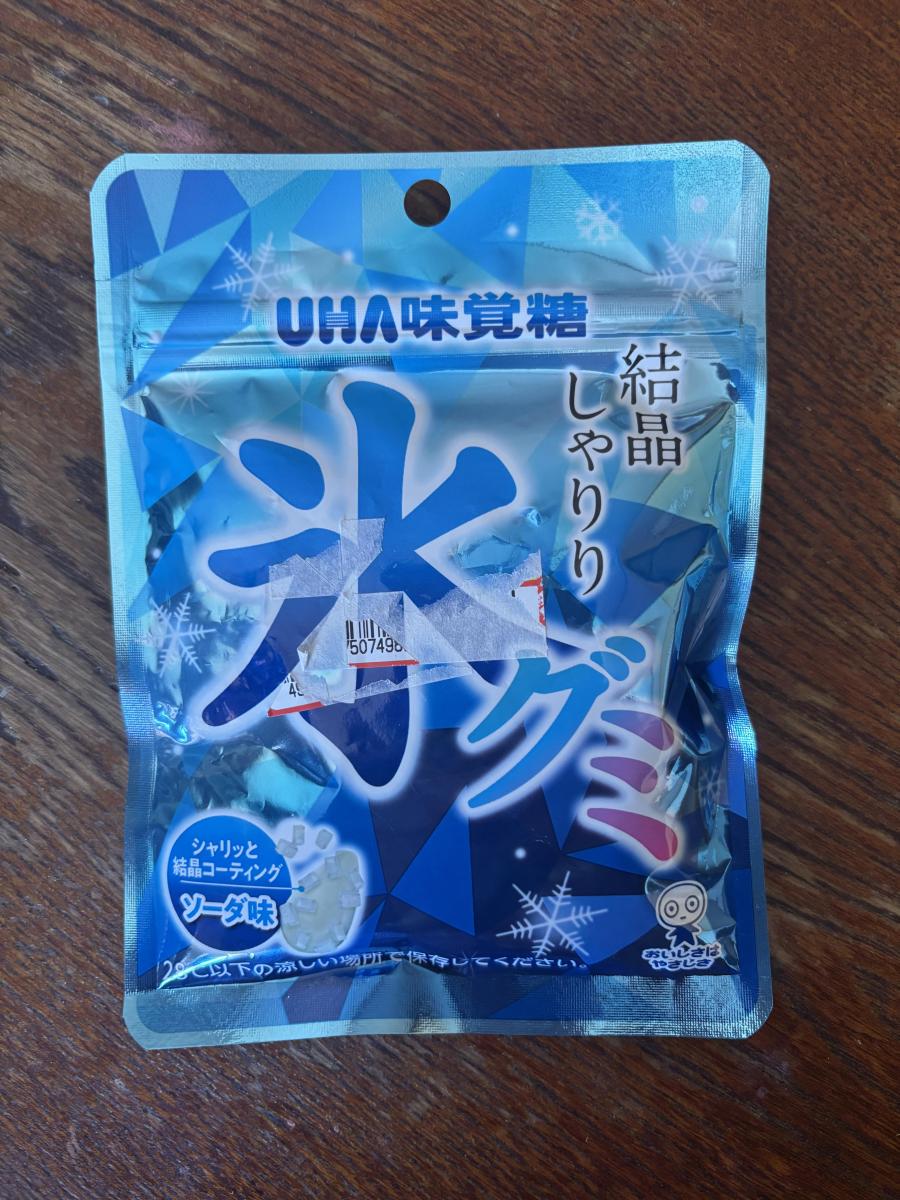 UHA味覚糖
結晶
しゃりり
氷
グミ
750749
49
シャリッと
結晶コーティング
ソーダ味
おいしさは
やさしさ
28℃以下の涼しい場所で保存してください。